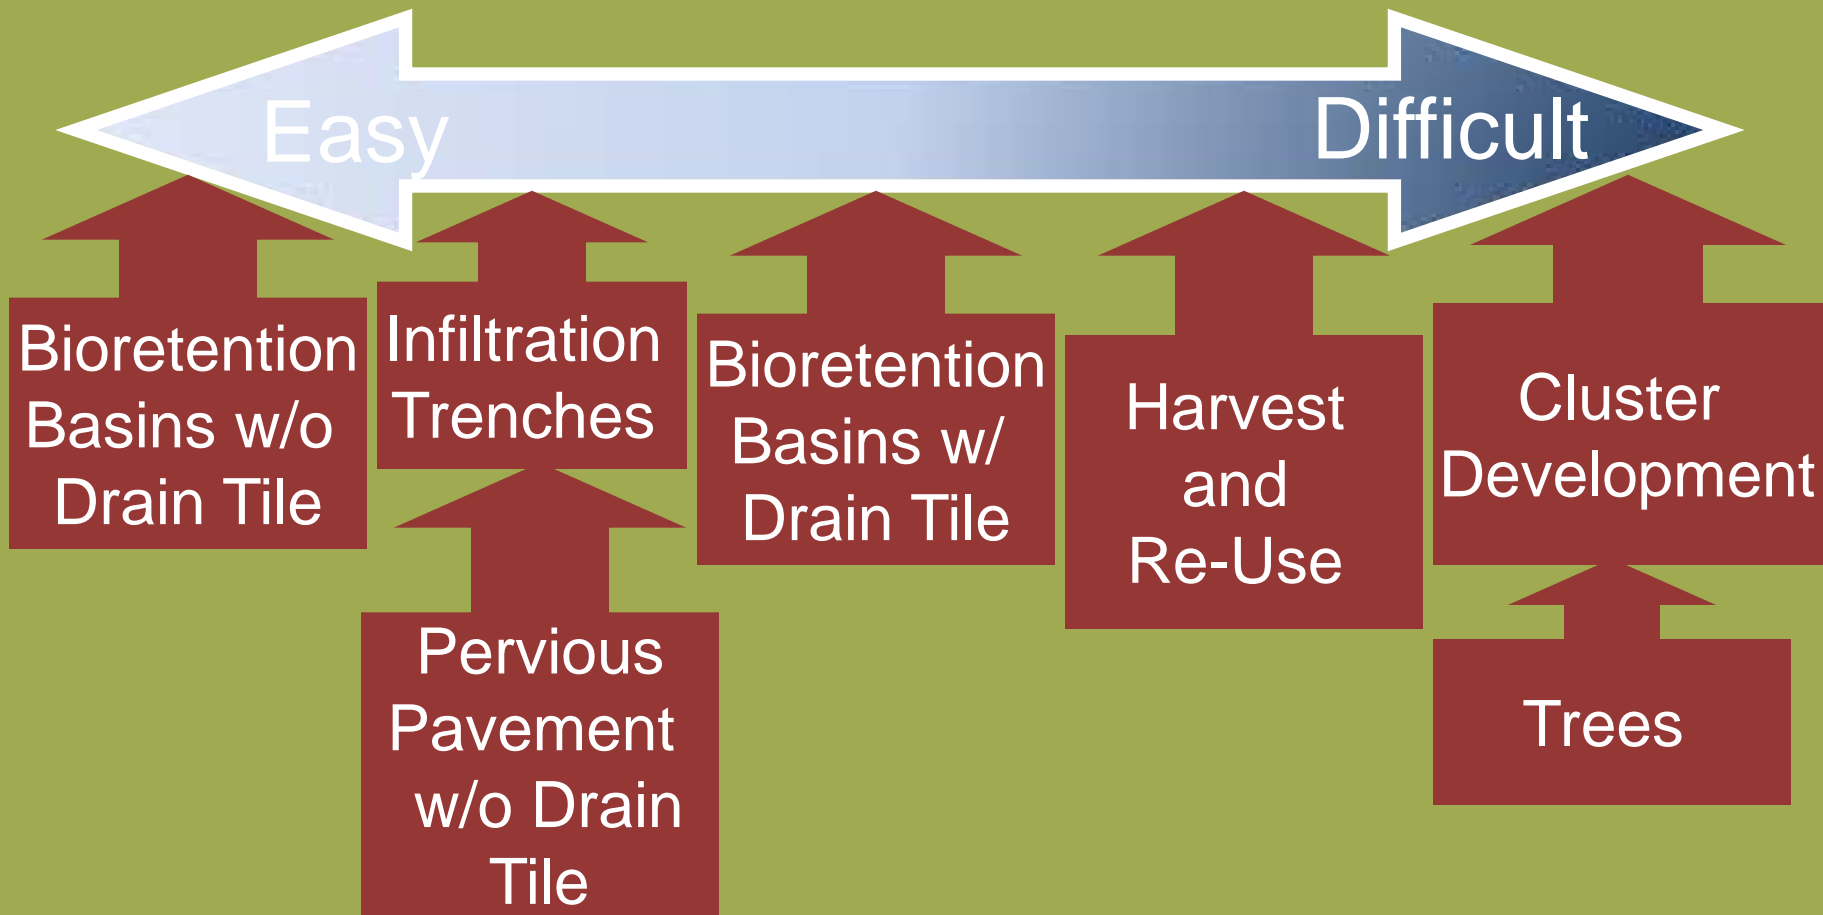 Easy
Difficult
Bioretention
Basins w/o
Drain Tile
Infiltration
Trenches
Bioretention
Basins w/
Drain Tile
Harvest
and
Re-Use
Cluster
Development
Pervious
Pavement
w/o Drain
Tile
Trees